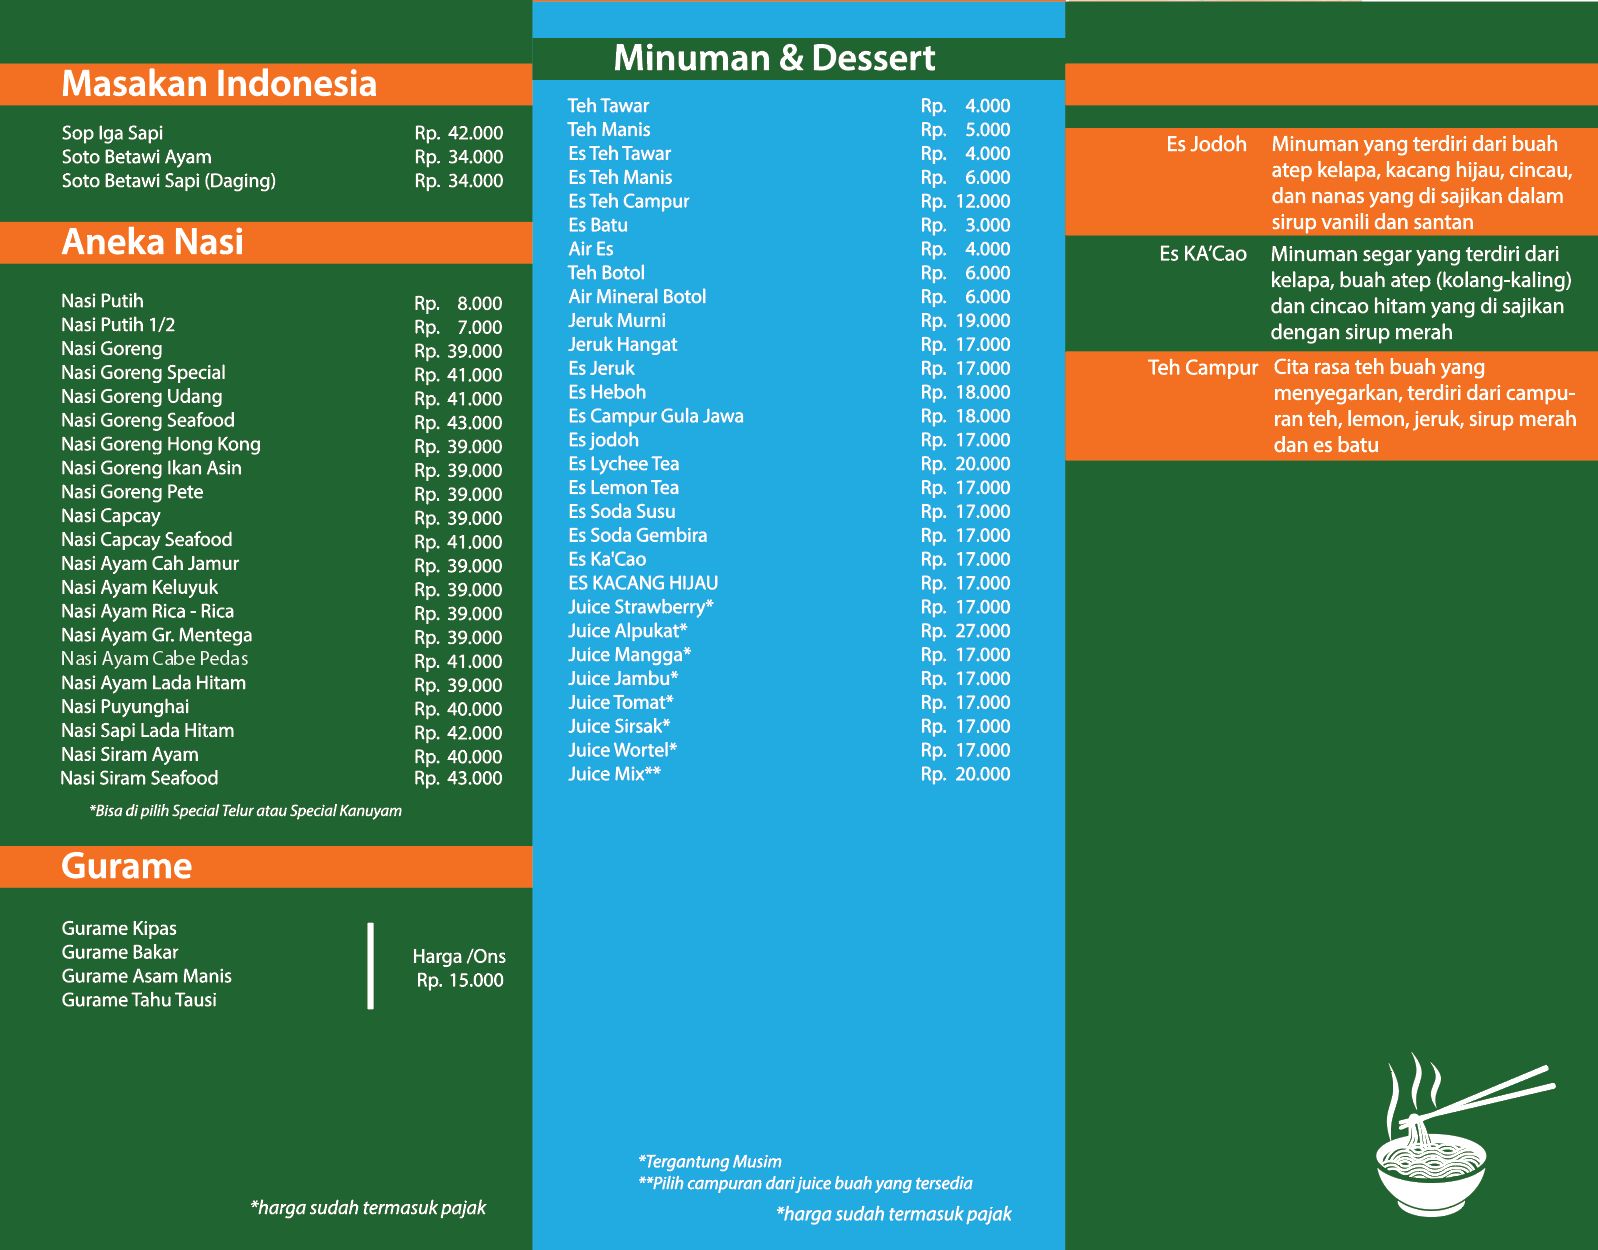 Masakan Indonesia
Sop Iga Sapi Rp. 42.000
Soto Betawi Ayam Rp. 34.000
Soto Betawi Sapi (Daging) Rp. 34.000
Aneka Nasi
Nasi Putih Rp. 8.000
Nasi Putih 1/2 Rp. 7.000
Nasi Goreng Rp. 39.000
Nasi Goreng Special Rp. 41.000
Nasi Goreng Udang Rp. 41.000
Nasi Goreng Seafood Rp. 43.000
Nasi Goreng Hong Kong Rp. 39.000
Nasi Goreng Ikan Asin Rp. 39.000
Nasi Goreng Pete Rp. 39.000
Nasi Capcay Rp. 39.000
Nasi Capcay Seafood Rp. 41.000
Nasi Ayam Cah Jamur Rp. 39.000
Nasi Ayam Keluyuk Rp. 39.000
Nasi Ayam Rica - Rica Rp. 39.000
Nasi Ayam Gr. Mentega Rp. 39.000
Nasi Ayam Cabe Pedas Rp. 41.000
Nasi Ayam Lada Hitam Rp. 39.000
Nasi Puyunghai Rp. 40.000
Nasi Sapi Lada Hitam Rp. 42.000
Nasi Siram Ayam Rp. 40.000
Nasi Siram Seafood Rp. 43.000
*Bisa di pilih Special Telur atau Special Kanuyam
Gurame
Gurame Kipas
Gurame Bakar
Gurame Asam Manis
Gurame Tahu Tausi
Harga /Ons
Rp. 15.000
*harga sudah termasuk pajak
Minuman & Dessert
Teh Tawar Rp. 4.000
Teh Manis Rp. 5.000
Es Teh Tawar Rp. 4.000
Es Teh Manis Rp. 6.000
Es Teh Campur Rp. 12.000
Es Batu Rp. 3.000
Air Es Rp. 4.000
Teh Botol Rp. 6.000
Air Mineral Botol Rp. 6.000
Jeruk Murni Rp. 19.000
Jeruk Hangat Rp. 17.000
Es Jeruk Rp. 17.000
Es Heboh Rp. 18.000
Es Campur Gula Jawa Rp. 18.000
Es jodoh Rp. 17.000
Es Lychee Tea Rp. 20.000
Es Lemon Tea Rp. 17.000
Es Soda Susu Rp. 17.000
Es Soda Gembira Rp. 17.000
Es Ka'Cao Rp. 17.000
ES KACANG HIJAU Rp. 17.000
Juice Strawberry* Rp. 17.000
Juice Alpukat* Rp. 27.000
Juice Mangga* Rp. 17.000
Juice Jambu* Rp. 17.000
Juice Tomat* Rp. 17.000
Juice Sirsak* Rp. 17.000
Juice Wortel* Rp. 17.000
Juice Mix** Rp. 20.000
*Tergantung Musim
**Pilih campuran dari juice buah yang tersedia
*harga sudah termasuk pajak
Es Jodoh Minuman yang terdiri dari buah
atep kelapa, kacang hijau, cincau,
dan nanas yang di sajikan dalam
sirup vanili dan santan
Es KA’Cao Minuman segar yang terdiri dari
kelapa, buah atep (kolang-kaling)
dan cincao hitam yang di sajikan
dengan sirup merah
Teh Campur Cita rasa teh buah yang
menyegarkan, terdiri dari campu-
ran teh, lemon, jeruk, sirup merah
dan es batu